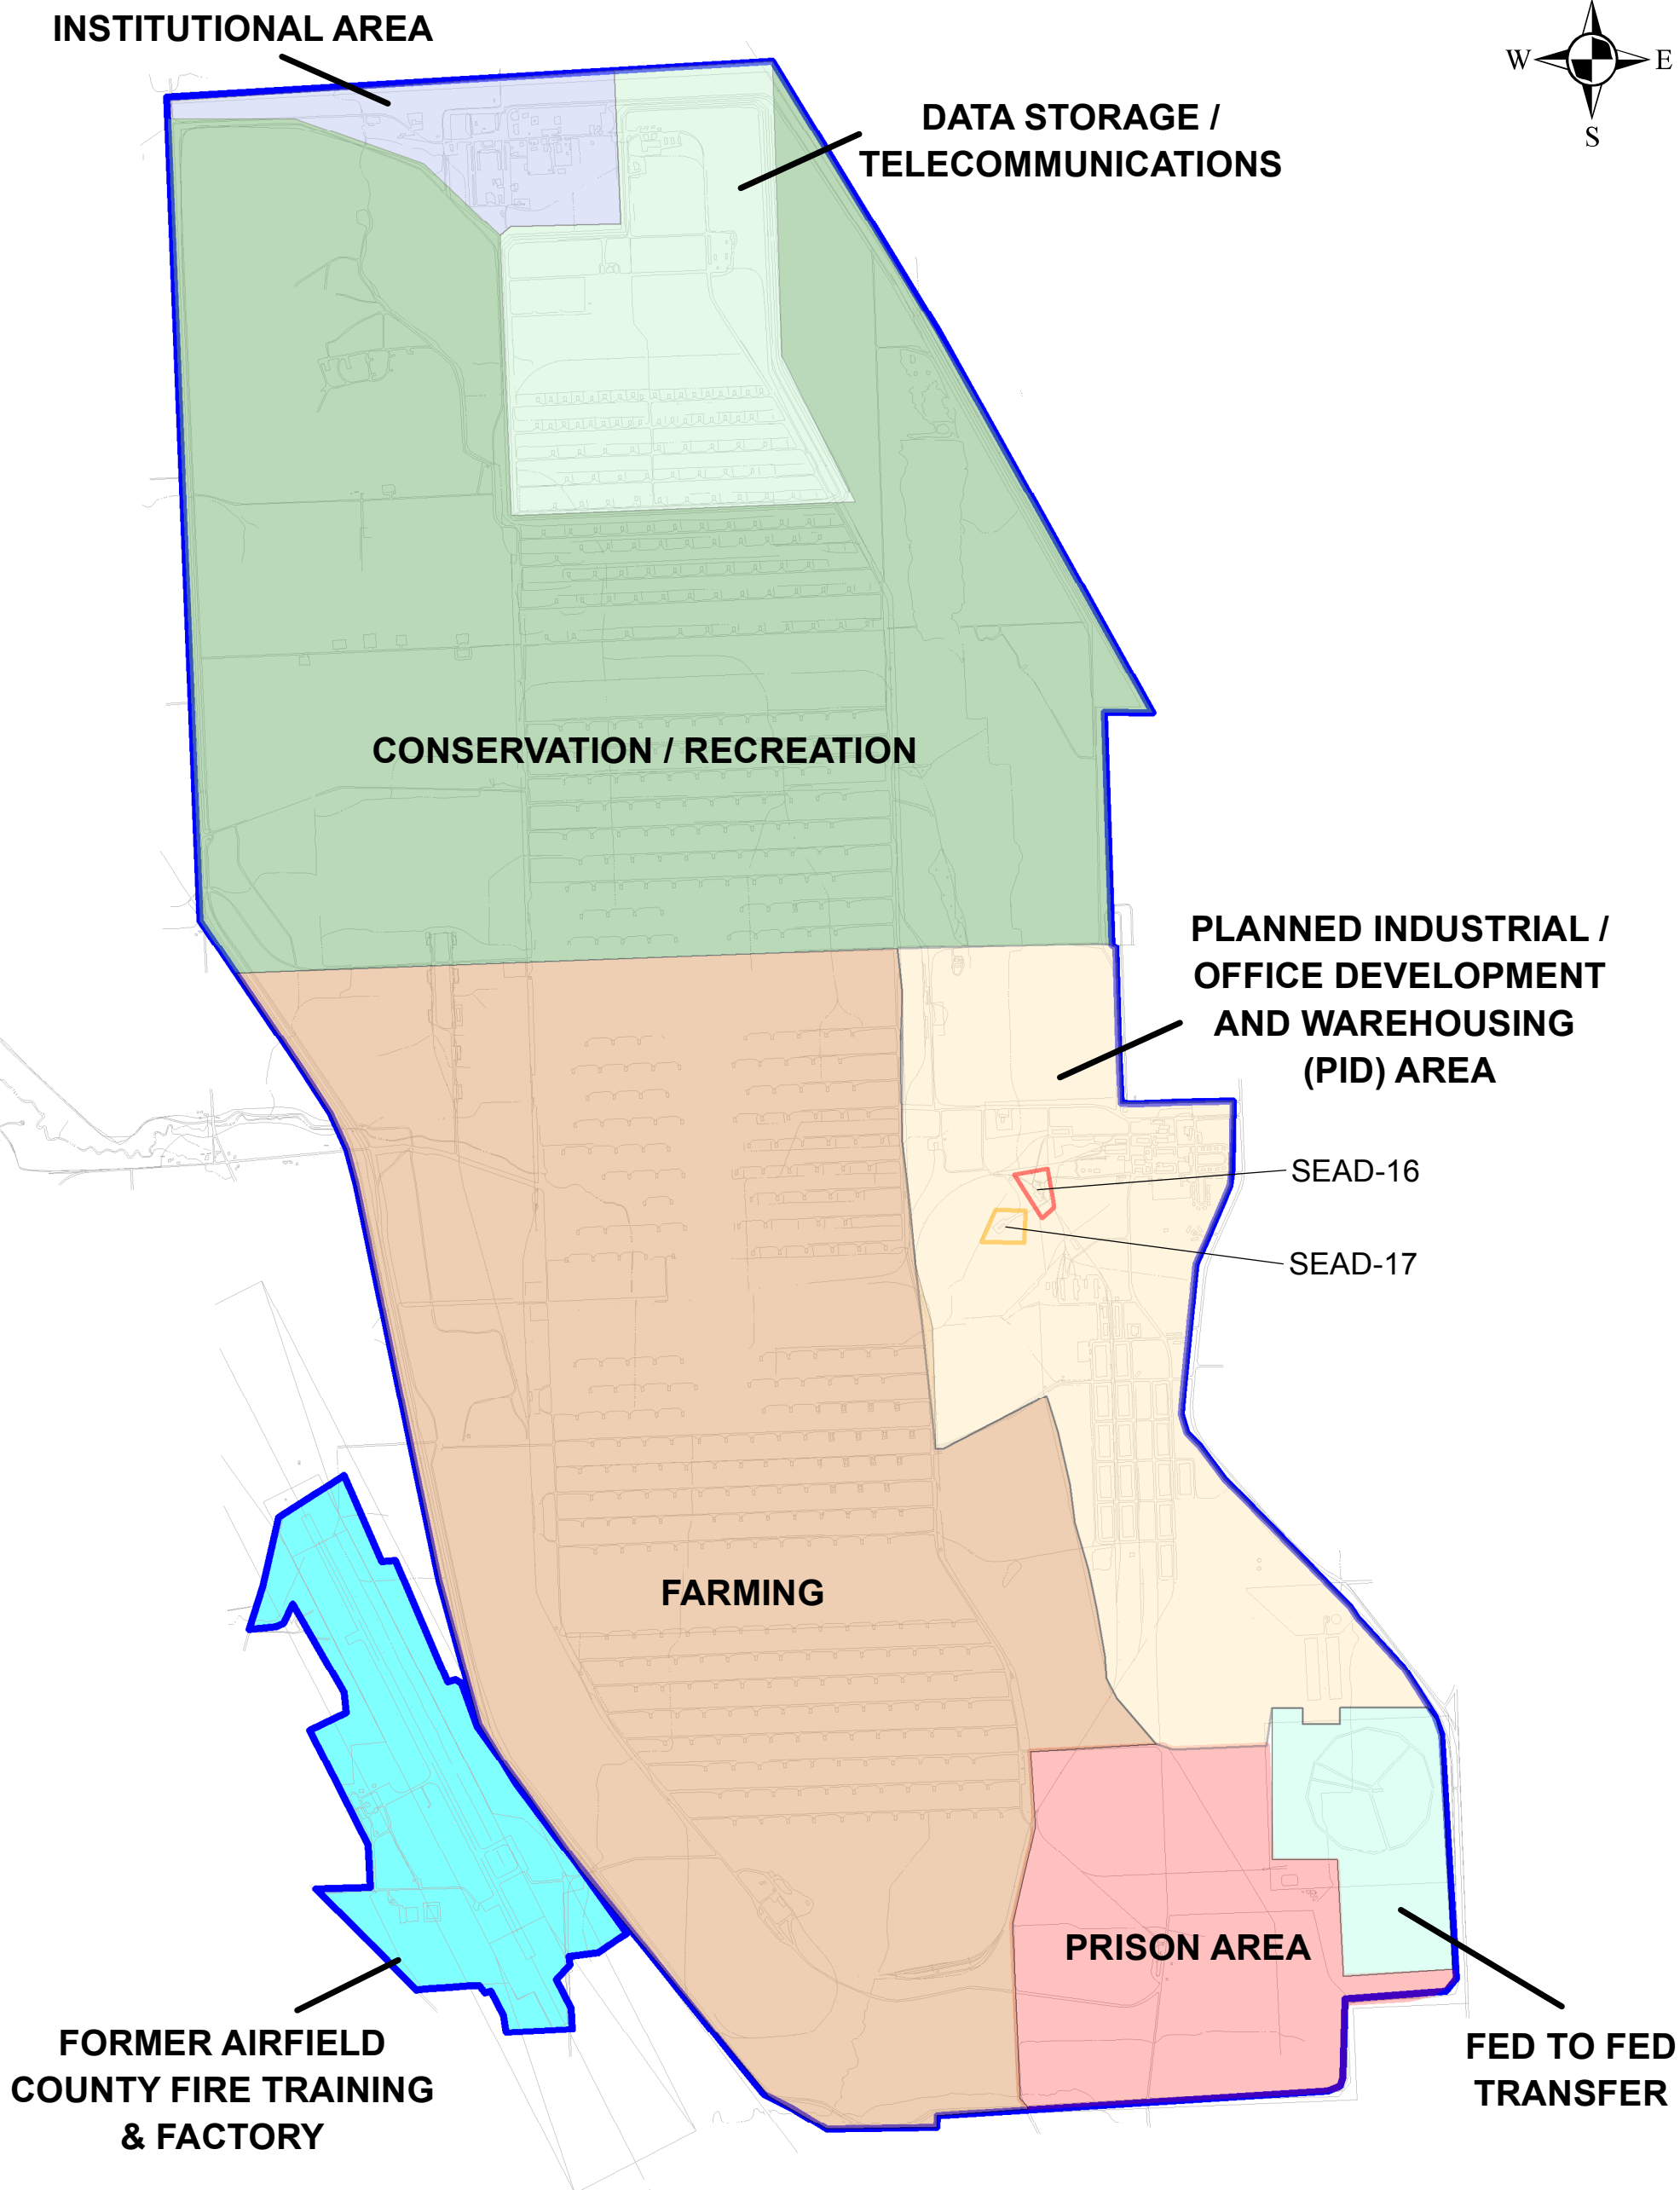 INSTITUTIONAL AREA
W
E
S
DATA STORAGE /
TELECOMMUNICATIONS
CONSERVATION / RECREATION
PLANNED INDUSTRIAL /
OFFICE DEVELOPMENT
AND WAREHOUSING
(PID) AREA
SEAD-16
SEAD-17
FARMING
PRISON AREA
FORMER AIRFIELD
COUNTY FIRE TRAINING
& FACTORY
FED TO FED
TRANSFER